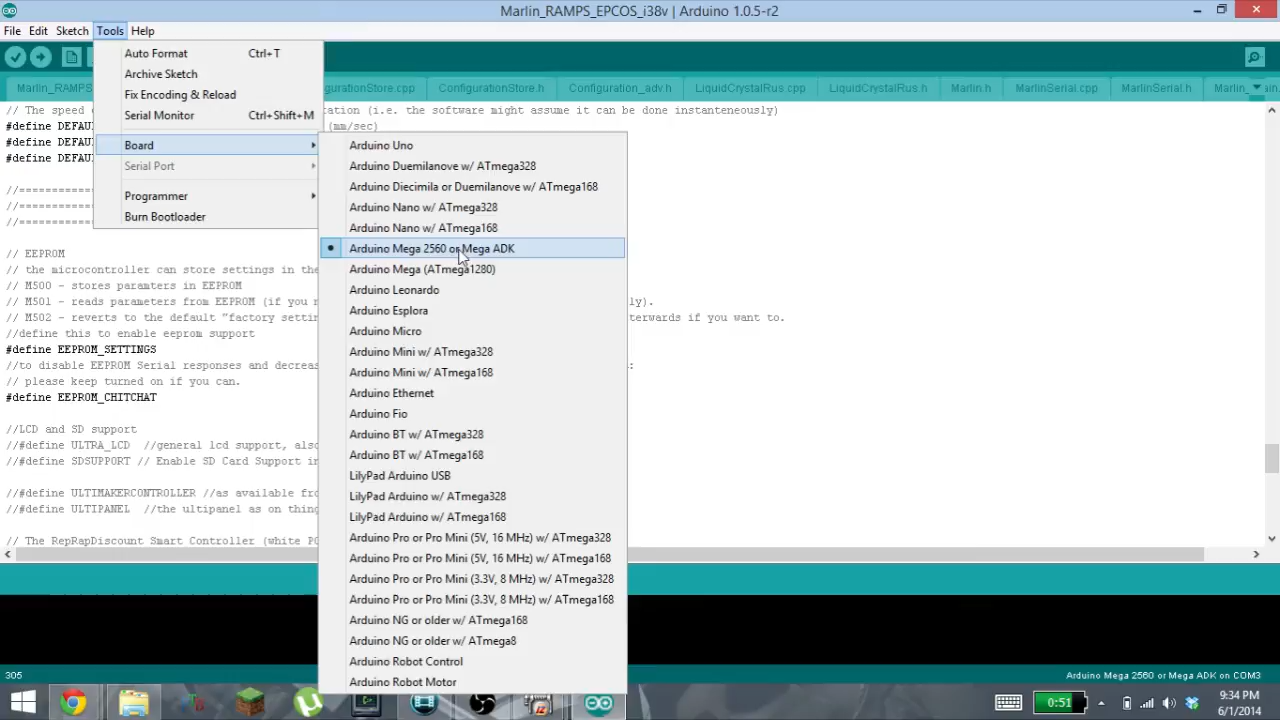 Marlin_RAMPS_EPCOS_i38v | Arduino 1.0.5-r2
File Edit Sketch Tools Help
Auto Format Ctrl+T
Archive Sketch
Fix Encoding & Reload
Serial Monitor Ctrl+Shift+M
Board
Serial Port
Programmer
Burn Bootloader
Marlin_RAMPS gurationStore.cpp ConfigurationStore.h Configuration_adv.h LiquidCrystalRus.cpp LiquidCrystalRus.h Marlin.h MarlinSerial.cpp MarlinSerial.h Marlin_
// The speed tation (i.e. the software might assume it can be done instanteneously)
#define DEFAU (mm/sec)
#define DEFAU
#define DEFAU
//============
//============
//============
// EEPROM
// the microcontroller can store settings in the
// M500 - stores paramters in EEPROM
// M501 - reads parameters from EEPROM (if you ly).
// M502 - reverts to the default "factory settin terwards if you want to.
//define this to enable eeprom support
#define EEPROM_SETTINGS
//to disable EEPROM Serial responses and decreas :
// please keep turned on if you can.
#define EEPROM_CHITCHAT
//LCD and SD support
//#define ULTRA_LCD //general lcd support, also
//#define SDSUPPORT // Enable SD Card Support in
//#define ULTIMAKERCONTROLLER //as available fro
//#define ULTIPANEL //the ultipanel as on thing
// The RepRapDiscount Smart Controller (white PC
Arduino Uno
Arduino Duemilanove w/ ATmega328
Arduino Diecimila or Duemilanove w/ ATmega168
Arduino Nano w/ ATmega328
Arduino Nano w/ ATmega168
Arduino Mega 2560 or Mega ADK
Arduino Mega (ATmega1280)
Arduino Leonardo
Arduino Esplora
Arduino Micro
Arduino Mini w/ ATmega328
Arduino Mini w/ ATmega168
Arduino Ethernet
Arduino Fio
Arduino BT w/ ATmega328
Arduino BT w/ ATmega168
LilyPad Arduino USB
LilyPad Arduino w/ ATmega328
LilyPad Arduino w/ ATmega168
Arduino Pro or Pro Mini (5V, 16 MHz) w/ ATmega328
Arduino Pro or Pro Mini (5V, 16 MHz) w/ ATmega168
Arduino Pro or Pro Mini (3.3V, 8 MHz) w/ ATmega328
Arduino Pro or Pro Mini (3.3V, 8 MHz) w/ ATmega168
Arduino NG or older w/ ATmega168
Arduino NG or older w/ ATmega8
Arduino Robot Control
Arduino Robot Motor
305 Arduino Mega 2560 or Mega ADK on COM3
0:51
9:34 PM
6/1/2014